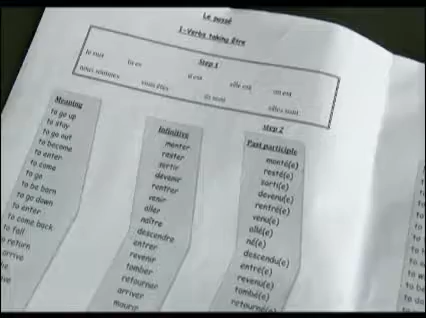 Le passé
1-Verbs taking Être
Step 1
Je suis tu es il est elle est on est
nous sommes vous êtes ils sont elles sont
Step 2
Meaning
to go up
to stay
to go out
to become
to enter
to come
to go
to be born
to go down
to enter
to come back
to fall
to return
arrive
Infinitive
monter
rester
sortir
devenir
rentrer
venir
aller
naître
descendre
entrer
revenir
tomber
retourner
arriver
mourir
Past participle
monté(e)
resté(e)
sorti(e)
devenu(e)
rentré(e)
venu(e)
allé(e)
né(e)
descendu(e)
entré(e)
revenu(e)
tombé(e)
retourné(e)